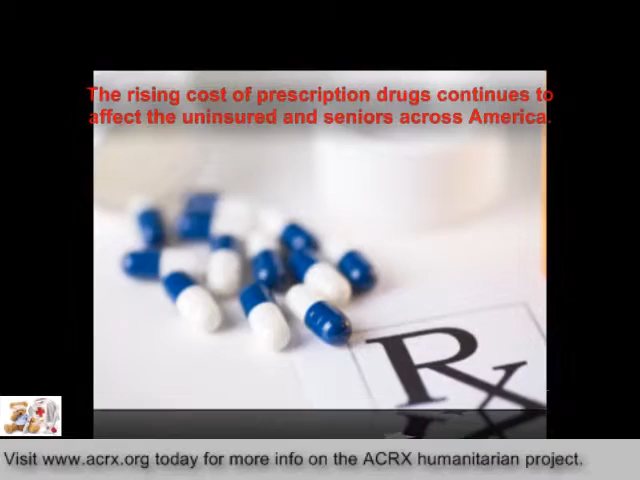 The rising cost of prescription drugs continues to
affect the uninsured and seniors across America.
Rx
Visit www.acrx.org today for more info on the ACRX humanitarian project.